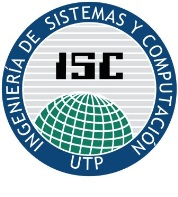 INGENIERÍA DE SISTEMAS Y COMPUTACIÓN
ISC
UTP